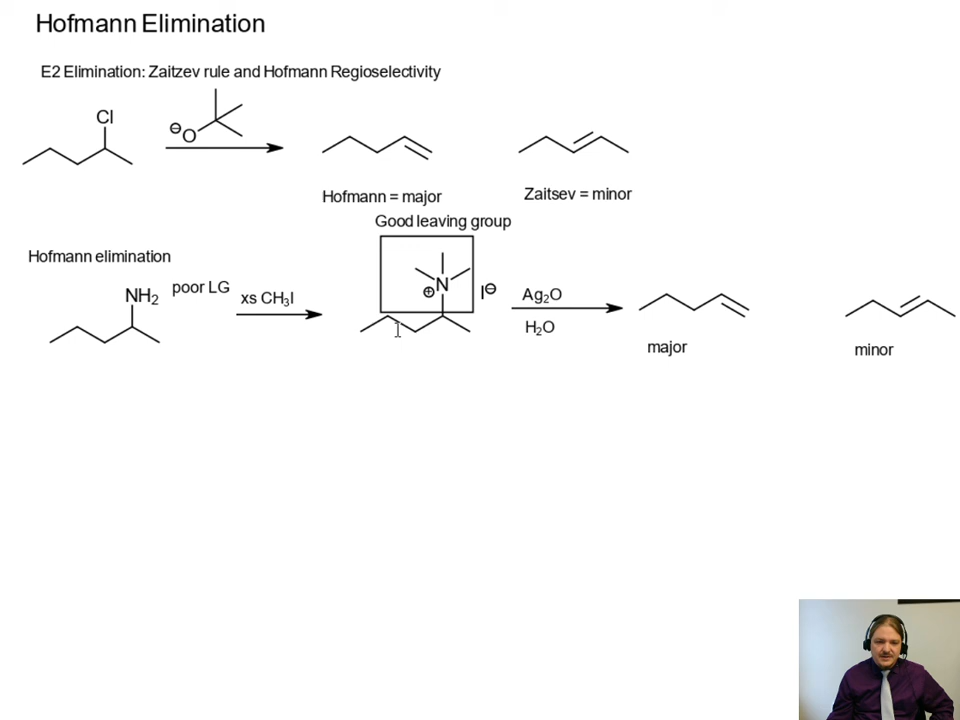 Hofmann Elimination
E2 Elimination: Zaitzev rule and Hofmann Regioselectivity
Cl
⊖
O
Hofmann = major
Zaitsev = minor
Good leaving group
Hofmann elimination
NH2
poor LG
xs CH3I
⊕
N
I⊖
Ag2O
H2O
major
minor